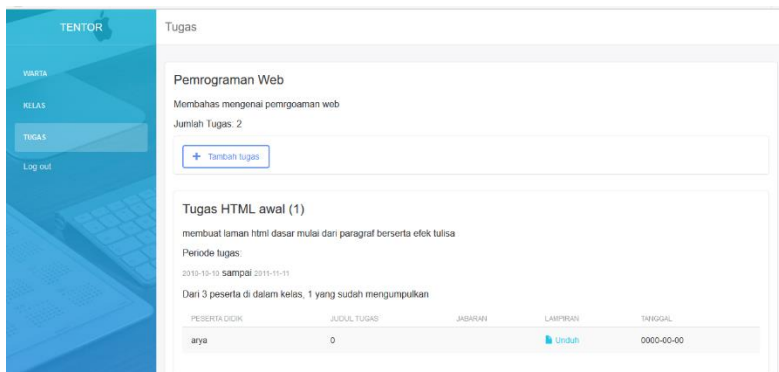 TENTOR
Tugas
WARTA
KELAS
TUGAS
Log out
Pemrograman Web
Membahas mengenai pemrgoaman web
Jumlah Tugas: 2
+ Tambah tugas
Tugas HTML awal (1)
membuat laman html dasar mulai dari paragraf berserta efek tulisa
Periode tugas:
2010-10-10 sampai 2011-11-11
Dari 3 peserta di dalam kelas, 1 yang sudah mengumpulkan
PESERTA DIDIK JUDUL TUGAS JABARAN LAMPIRAN TANGGAL
arya 0 Unduh 0000-00-00